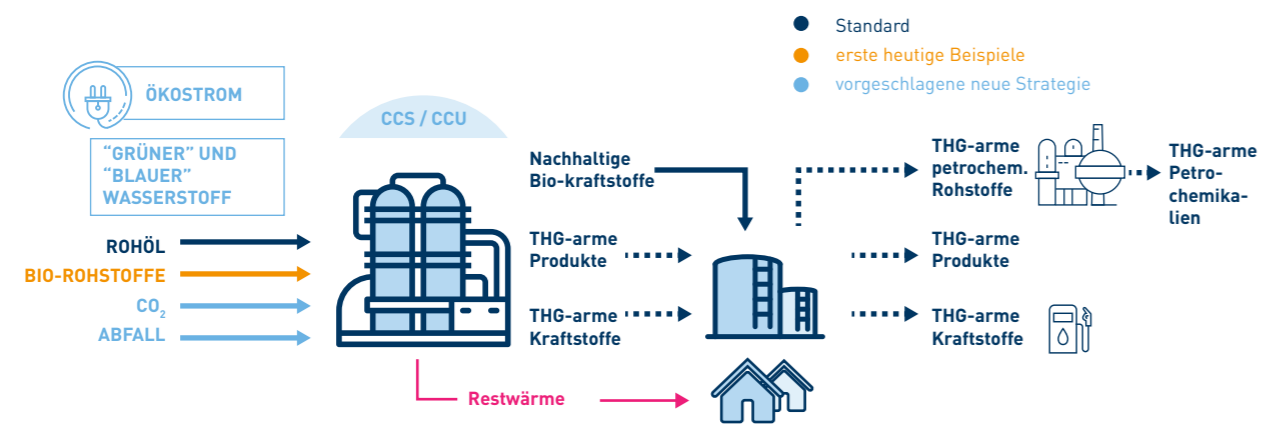 Standard
erste heutige Beispiele
vorgeschlagene neue Strategie
ÖKOSTROM
“GRÜNER” UND
“BLAUER”
WASSERSTOFF
ROHÖL
BIO-ROHSTOFFE
CO₂
ABFALL
CCS / CCU
Nachhaltige
Bio-kraftstoffe
THG-arme
Produkte
THG-arme
Kraftstoffe
Restwärme
THG-arme
petrochem.
Rohstoffe
THG-arme
Petro-
chemika-
lien
THG-arme
Produkte
THG-arme
Kraftstoffe